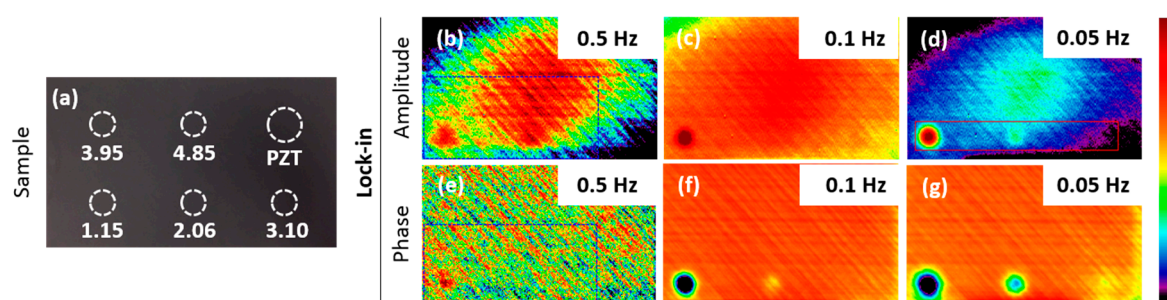 Sample
(a)
3.95 4.85 PZT
1.15 2.06 3.10
Lock-in
Amplitude
(b) 0.5 Hz (c) 0.1 Hz (d) 0.05 Hz
Phase
(e) 0.5 Hz (f) 0.1 Hz (g) 0.05 Hz